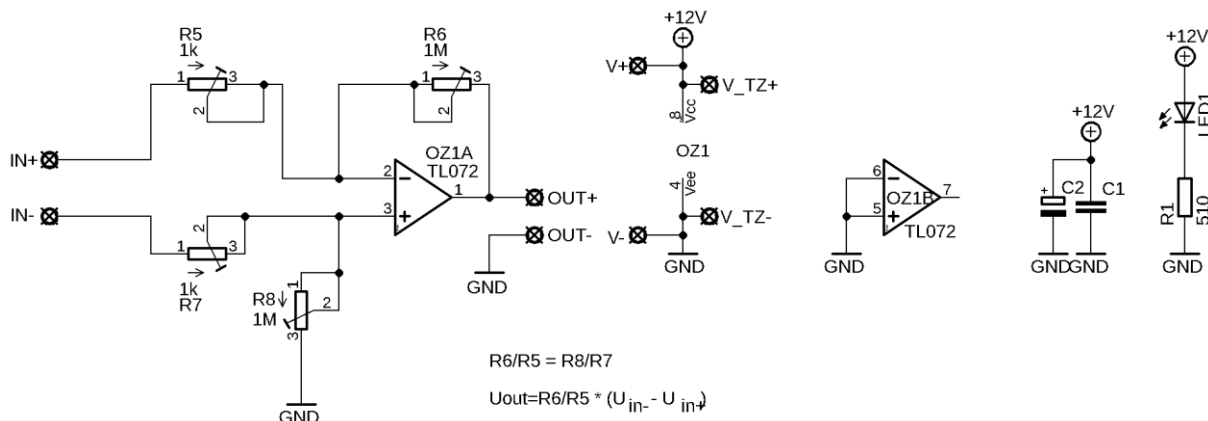 R5
1k
1
3
2
R6
1M
1
3
2
IN+
IN-
OZ1A
TL072
2
3
1
OUT+
OUT-
GND
2
1
3
1k
R7
R8
1M
1
2
3
GND
R6/R5 = R8/R7
Uout=R6/R5 * (Uin- - Uin+)
+12V
V+
V_TZ+
8
Vcc
OZ1
4
Vee
V_TZ-
V-
GND
6
5
OZ1B
7
TL072
GND
+12V
+
C2
C1
GND
GND
+12V
LED1
R1
510
GND